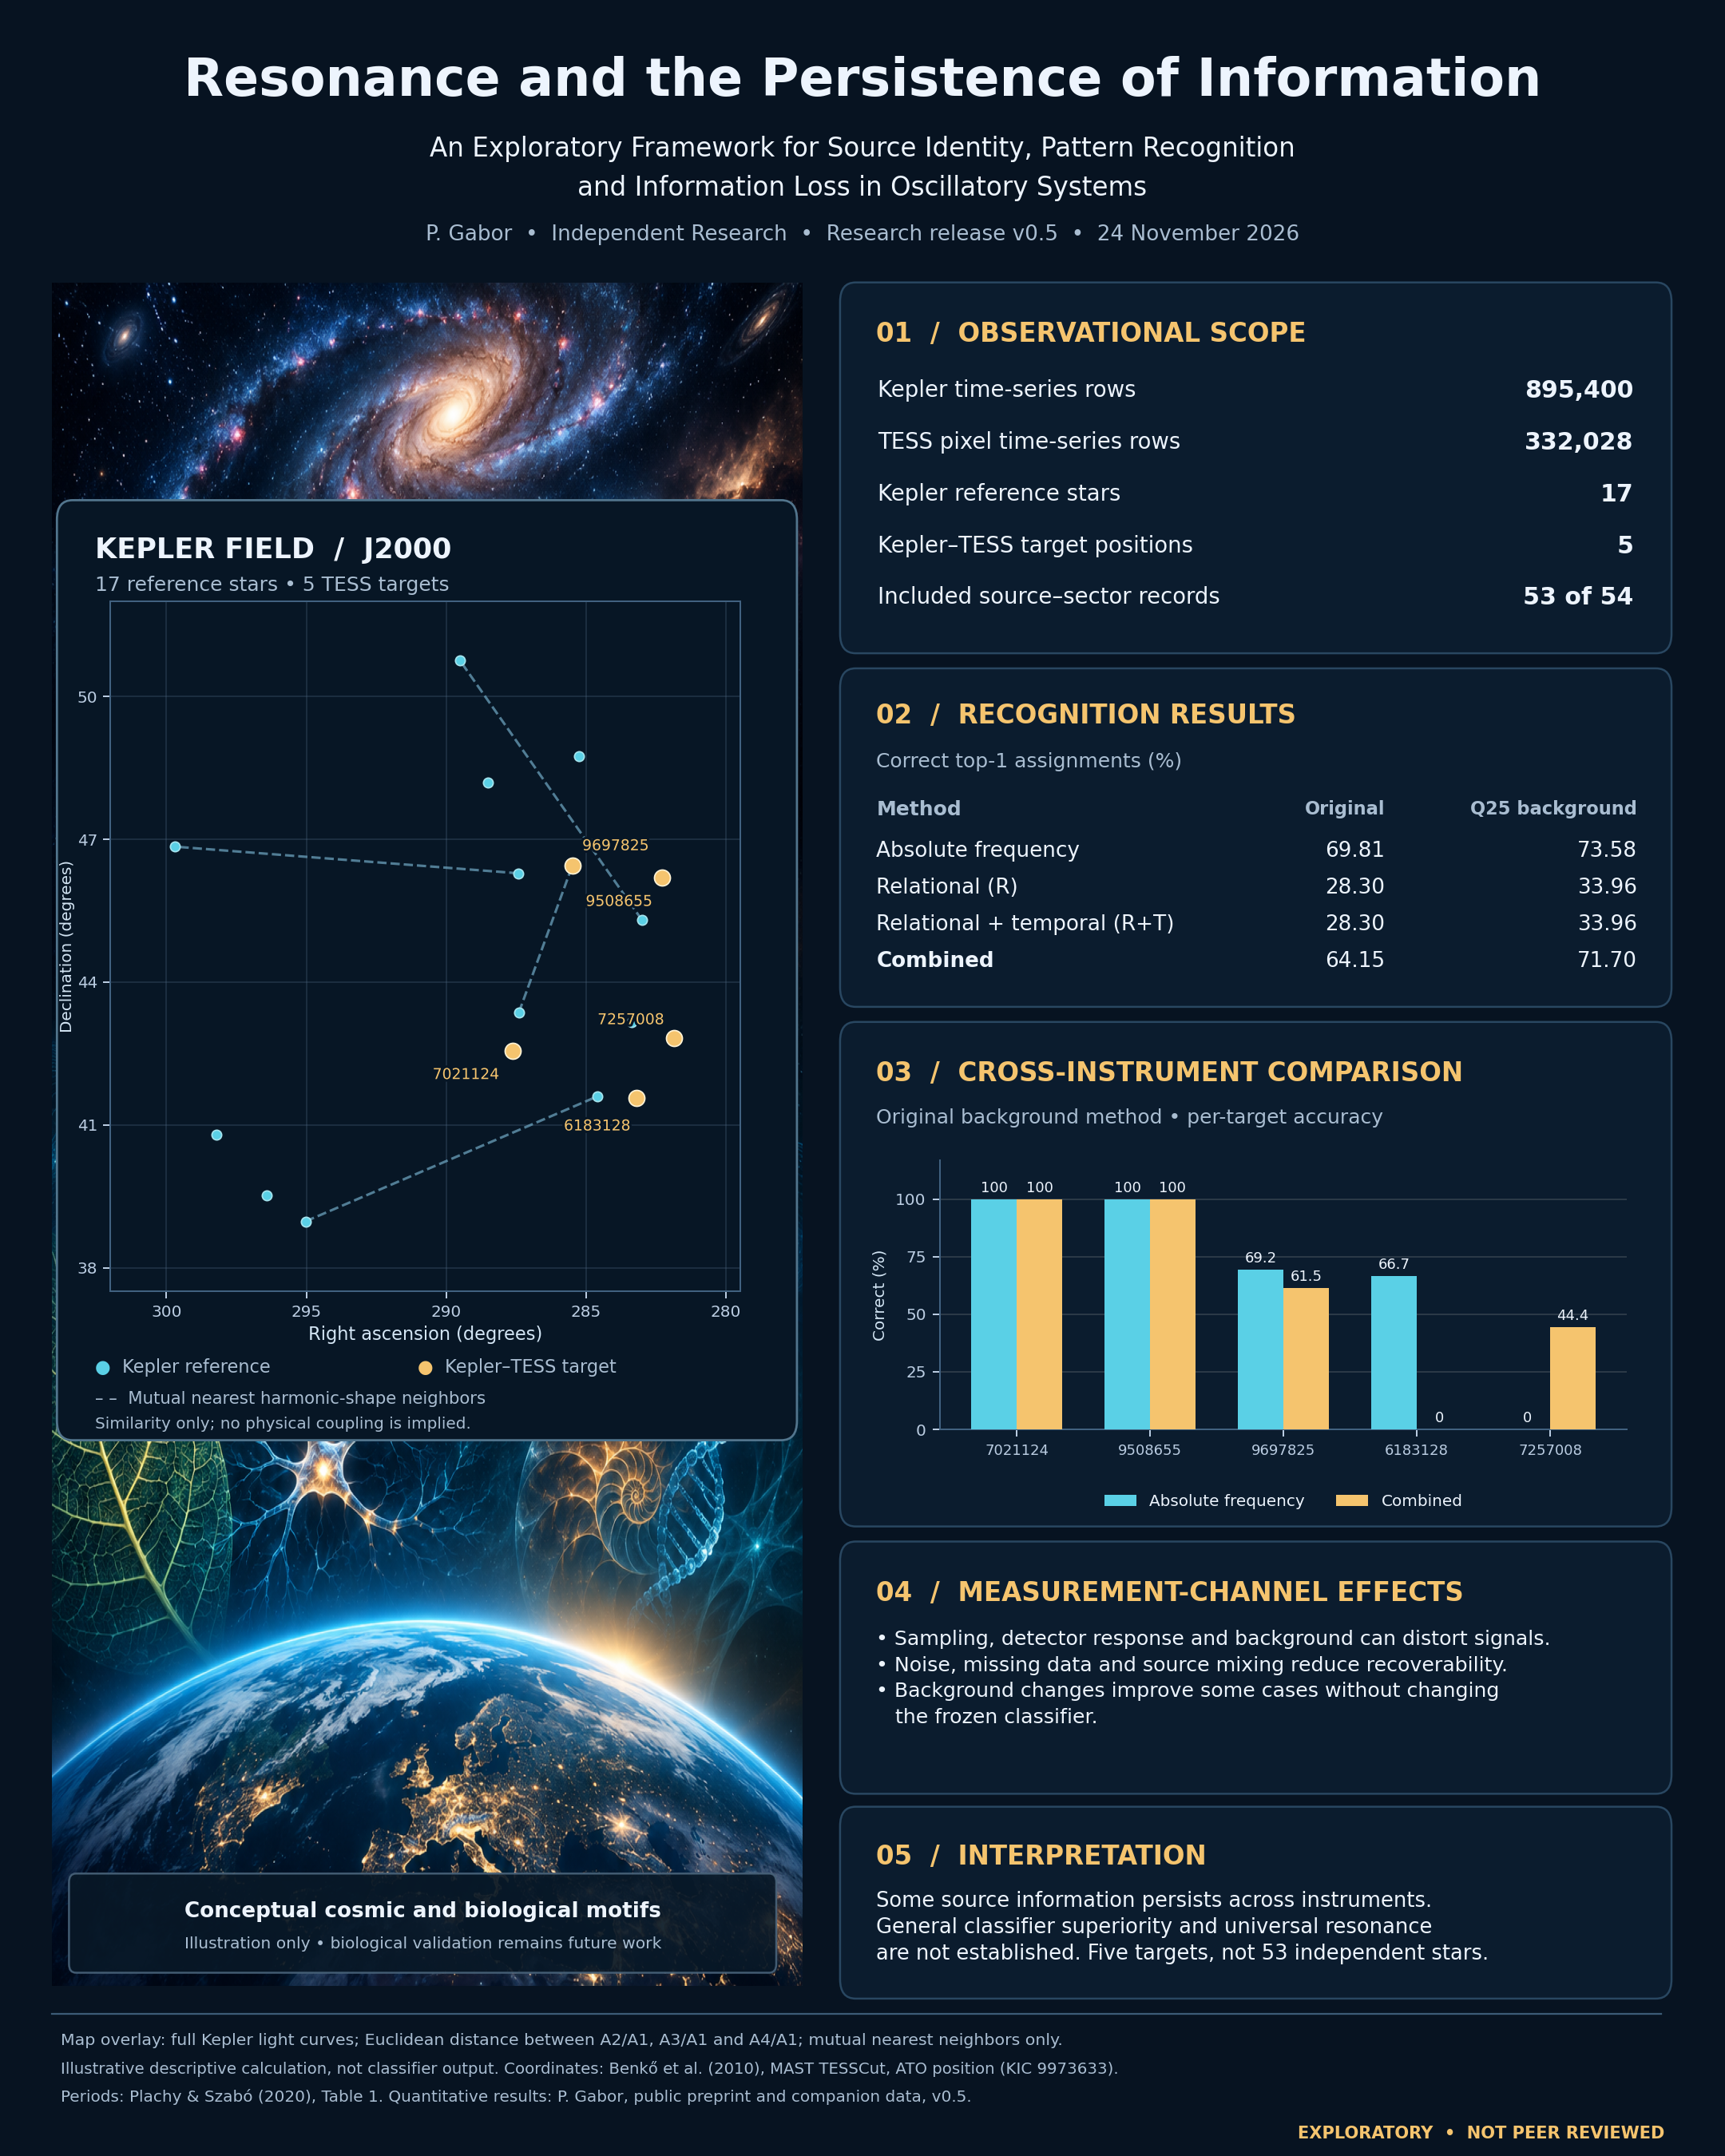 Resonance and the Persistence of Information
An Exploratory Framework for Source Identity, Pattern Recognition
and Information Loss in Oscillatory Systems
P. Gabor • Independent Research • Research release v0.5 • 24 November 2026
KEPLER FIELD / J2000
17 reference stars • 5 TESS targets
Declination (degrees)
50
47
44
41
38
9697825
9508655
7257008
7021124
6183128
300 295 290 285 280
Right ascension (degrees)
Kepler reference
Kepler–TESS target
– – Mutual nearest harmonic-shape neighbors
Similarity only; no physical coupling is implied.
Conceptual cosmic and biological motifs
Illustration only • biological validation remains future work
01 / OBSERVATIONAL SCOPE
Kepler time-series rows 895,400
TESS pixel time-series rows 332,028
Kepler reference stars 17
Kepler–TESS target positions 5
Included source–sector records 53 of 54
02 / RECOGNITION RESULTS
Correct top-1 assignments (%)
Method Original Q25 background
Absolute frequency 69.81 73.58
Relational (R) 28.30 33.96
Relational + temporal (R+T) 28.30 33.96
Combined 64.15 71.70
03 / CROSS-INSTRUMENT COMPARISON
Original background method • per-target accuracy
Correct (%)
100
75
50
25
0
100 100 100 100 69.2 61.5 66.7 0 0 44.4
7021124 9508655 9697825 6183128 7257008
Absolute frequency Combined
04 / MEASUREMENT-CHANNEL EFFECTS
• Sampling, detector response and background can distort signals.
• Noise, missing data and source mixing reduce recoverability.
• Background changes improve some cases without changing
the frozen classifier.
05 / INTERPRETATION
Some source information persists across instruments.
General classifier superiority and universal resonance
are not established. Five targets, not 53 independent stars.
Map overlay: full Kepler light curves; Euclidean distance between A2/A1, A3/A1 and A4/A1; mutual nearest neighbors only.
Illustrative descriptive calculation, not classifier output. Coordinates: Benkő et al. (2010), MAST TESSCut, ATO position (KIC 9973633).
Periods: Plachy & Szabó (2020), Table 1. Quantitative results: P. Gabor, public preprint and companion data, v0.5.
EXPLORATORY • NOT PEER REVIEWED